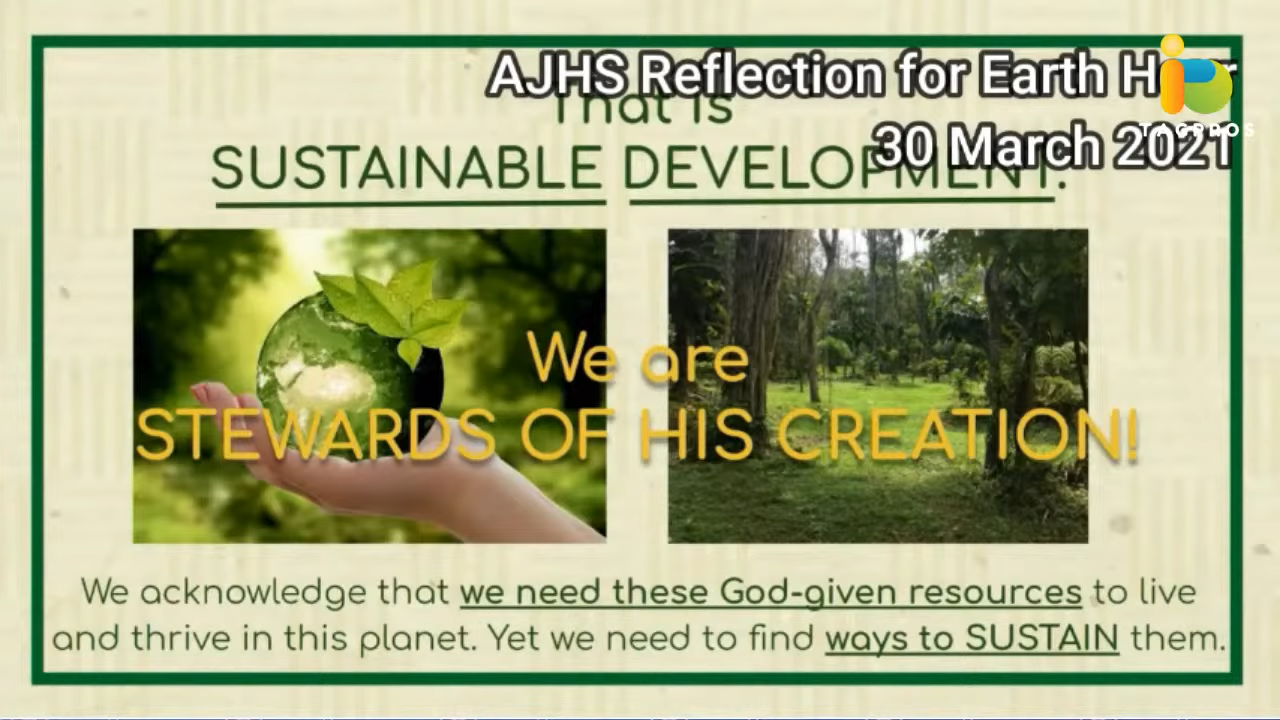 AJHS Reflection for Earth
30 March 2021
That is
SUSTAINABLE DEVELOPMENT.
We are
STEWARDS OF HIS CREATION!
We acknowledge that we need these God-given resources to live
and thrive in this planet. Yet we need to find ways to SUSTAIN them.